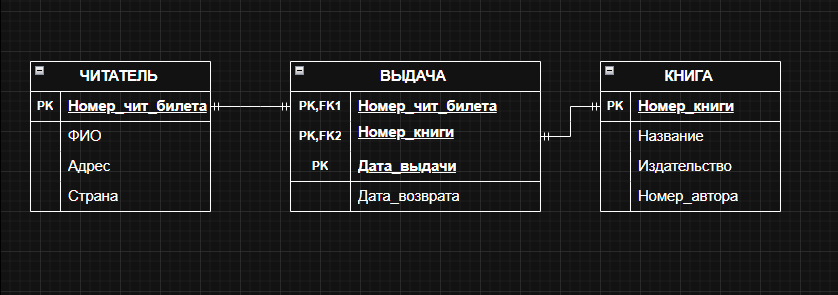 ЧИТАТЕЛЬ
PK Номер_чит_билета
ФИО
Адрес
Страна
ВЫДАЧА
PK,FK1 Номер_чит_билета
PK,FK2 Номер_книги
PK Дата_выдачи
Дата_возврата
КНИГА
PK Номер_книги
Название
Издательство
Номер_автора